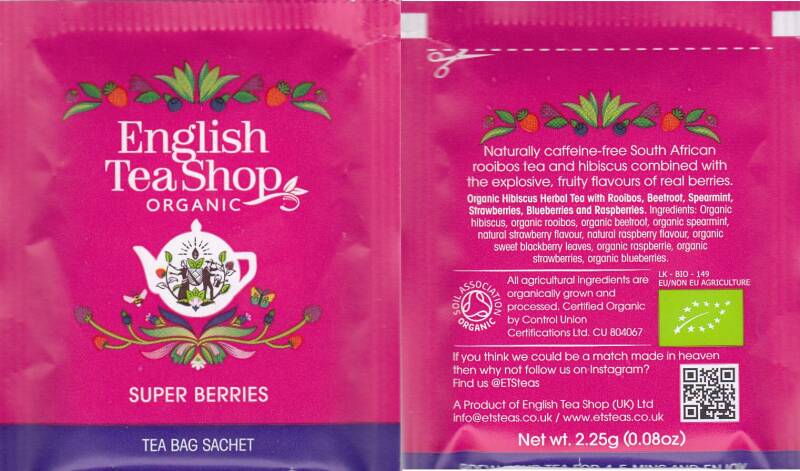 English
Tea Shop
ORGANIC
SUPER BERRIES
TEA BAG SACHET
Naturally caffeine-free South African
rooibos tea and hibiscus combined with
the explosive, fruity flavours of real berries.
Organic Hibiscus Herbal Tea with Rooibos, Beetroot, Spearmint,
Strawberries, Blueberries and Raspberries. Ingredients: Organic
hibiscus, organic rooibos, organic beetroot, organic spearmint,
natural strawberry flavour, natural raspberry flavour, organic
sweet blackberry leaves, organic raspberrie, organic
strawberries, organic blueberries.
SOIL ASSOCIATION
ORGANIC
All agricultural ingredients are
organically grown and
processed. Certified Organic
by Control Union
Certifications Ltd. CU 804067
LK - BIO - 149
EU/NON EU AGRICULTURE
If you think we could be a match made in heaven
then why not follow us on Instagram?
Find us @ETSteas
A Product of English Tea Shop (UK) Ltd
info@etsteas.co.uk / www.etsteas.co.uk
Net wt. 2.25g (0.08oz)